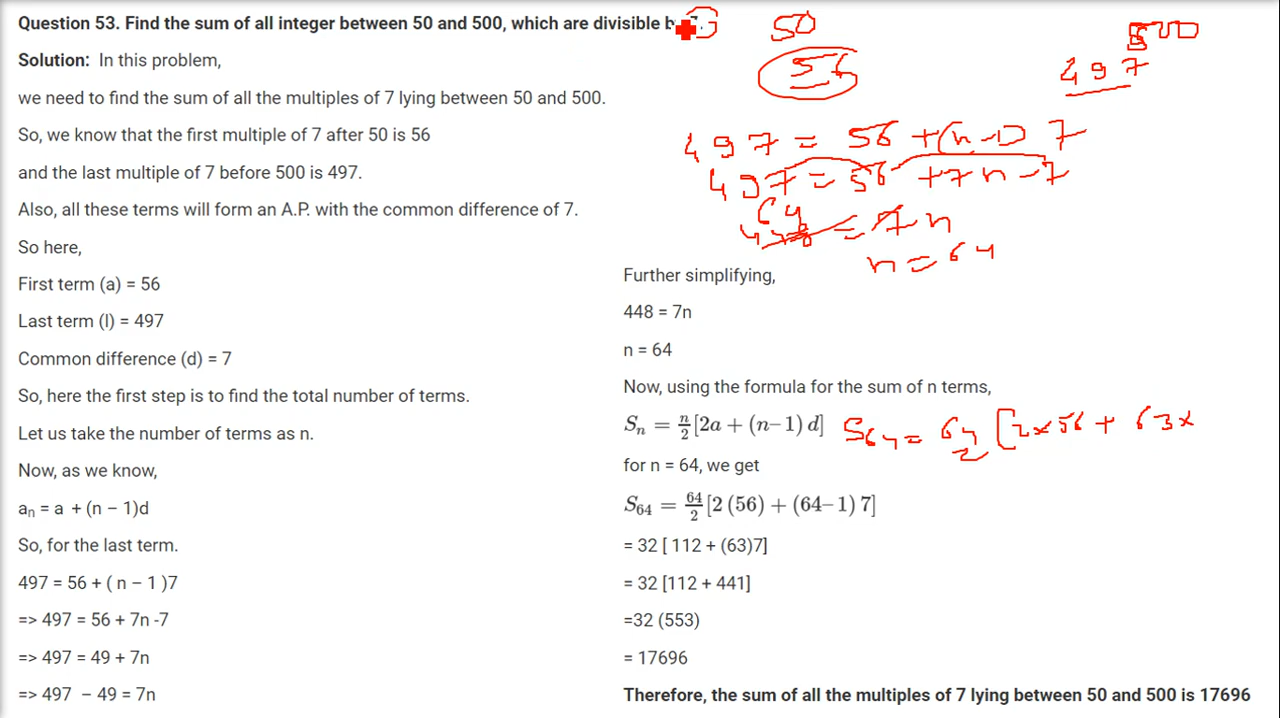 Question 53. Find the sum of all integer between 50 and 500, which are divisible b
Solution: In this problem,
we need to find the sum of all the multiples of 7 lying between 50 and 500.
So, we know that the first multiple of 7 after 50 is 56
and the last multiple of 7 before 500 is 497.
Also, all these terms will form an A.P. with the common difference of 7.
So here,
First term (a) = 56
Last term (l) = 497
Common difference (d) = 7
So, here the first step is to find the total number of terms.
Let us take the number of terms as n.
Now, as we know,
aₙ = a + (n − 1)d
So, for the last term.
497 = 56 + ( n − 1 )7
=> 497 = 56 + 7n -7
=> 497 = 49 + 7n
=> 497 − 49 = 7n
50
500
56
497
497 = 56 + (n-1) 7
497 = 56 + 7n - 7
64
448 = 7n
n = 64
Further simplifying,
448 = 7n
n = 64
Now, using the formula for the sum of n terms,
Sₙ = n/2 [2a + (n−1) d] S64 = 64/2 [2×56 + 63×
for n = 64, we get
S₆₄ = 64/2 [2 (56) + (64−1) 7]
= 32 [ 112 + (63)7]
= 32 [112 + 441]
=32 (553)
= 17696
Therefore, the sum of all the multiples of 7 lying between 50 and 500 is 17696